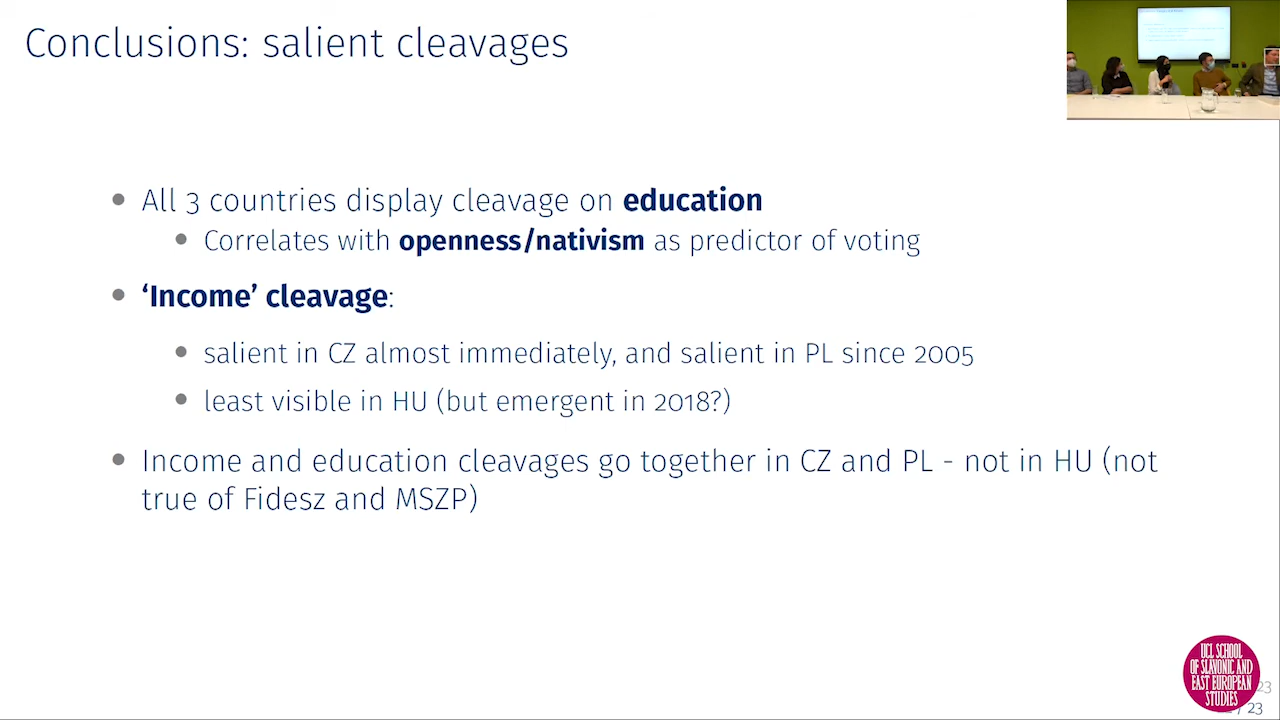 Conclusions: salient cleavages
All 3 countries display cleavage on education
Correlates with openness/nativism as predictor of voting
‘Income’ cleavage:
salient in CZ almost immediately, and salient in PL since 2005
least visible in HU (but emergent in 2018?)
Income and education cleavages go together in CZ and PL - not in HU (not
true of Fidesz and MSZP)
UCL SCHOOL
OF SLAVONIC AND
EAST EUROPEAN
STUDIES
23
/ 23